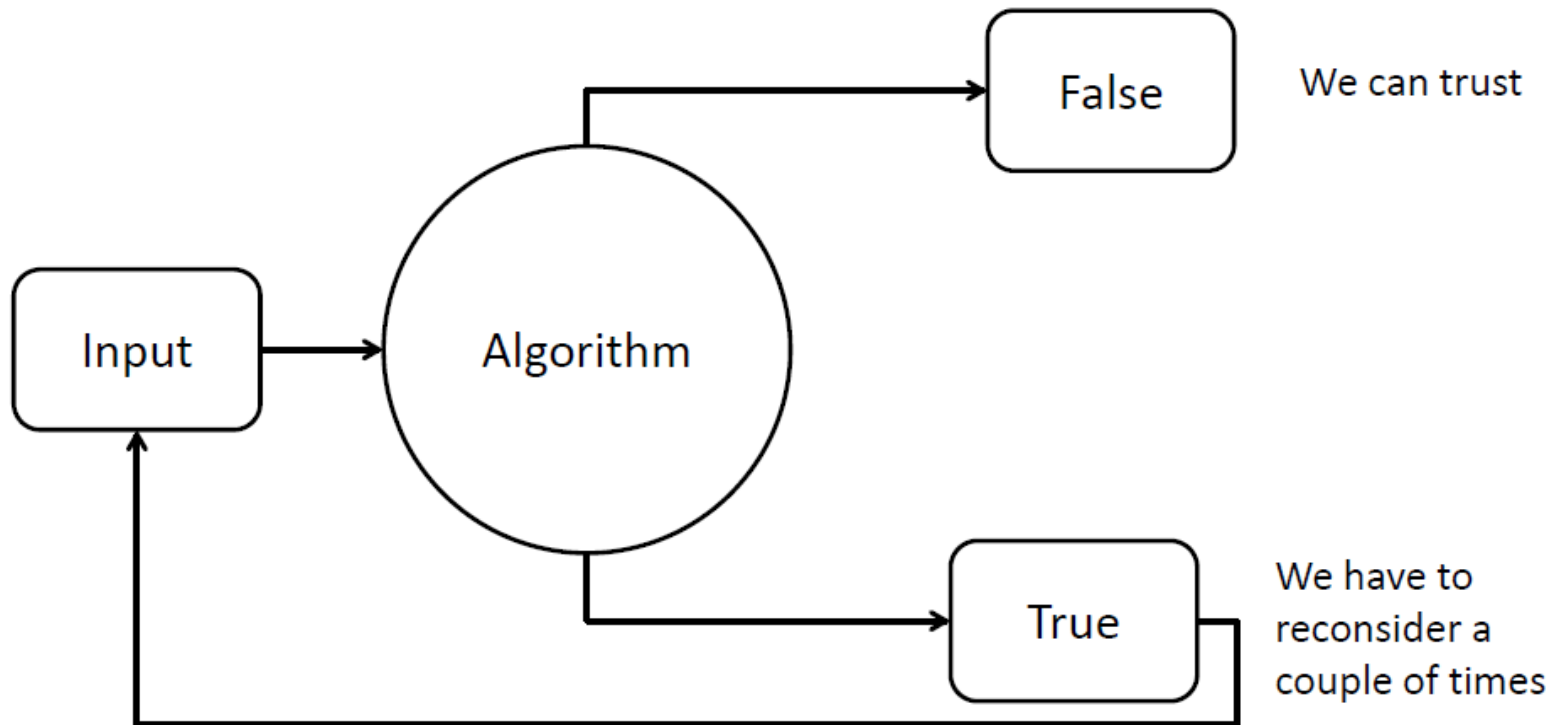 False
We can trust
Input
Algorithm
True
We have to
reconsider a
couple of times